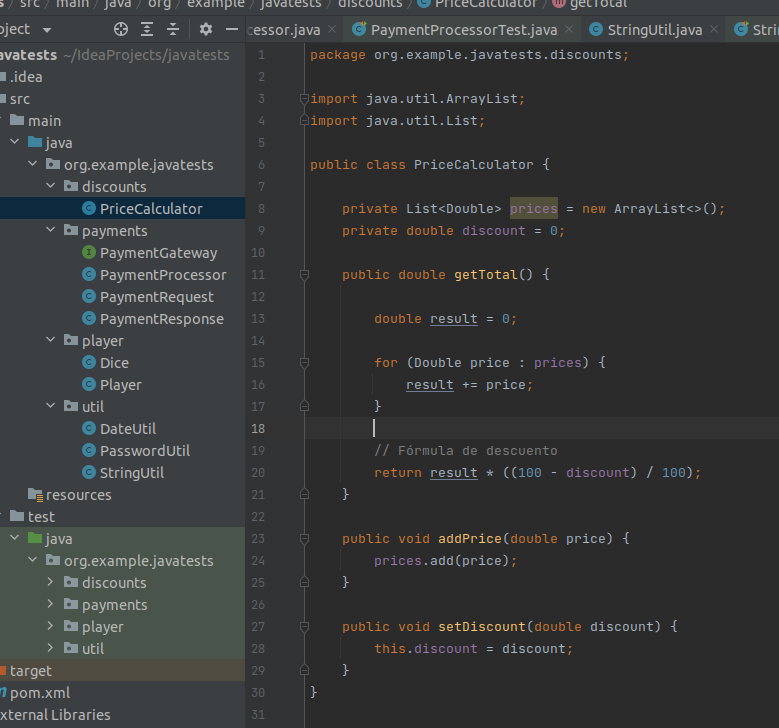 src / main / java / org / example / javatests / discounts / PriceCalculator / getTotal
oject
cessor.java PaymentProcessorTest.java StringUtil.java Strin
avatests ~/IdeaProjects/javatests
.idea
src
main
java
org.example.javatests
discounts
PriceCalculator
payments
PaymentGateway
PaymentProcessor
PaymentRequest
PaymentResponse
player
Dice
Player
util
DateUtil
PasswordUtil
StringUtil
resources
test
java
org.example.javatests
discounts
payments
player
util
target
pom.xml
xternal Libraries
1 package org.example.javatests.discounts;
2
3 import java.util.ArrayList;
4 import java.util.List;
5
6 public class PriceCalculator {
7
8 private List<Double> prices = new ArrayList<>();
9 private double discount = 0;
10
11 public double getTotal() {
12
13 double result = 0;
14
15 for (Double price : prices) {
16 result += price;
17 }
18
19 // Fórmula de descuento
20 return result * ((100 - discount) / 100);
21 }
22
23 public void addPrice(double price) {
24 prices.add(price);
25 }
26
27 public void setDiscount(double discount) {
28 this.discount = discount;
29 }
30 }
31